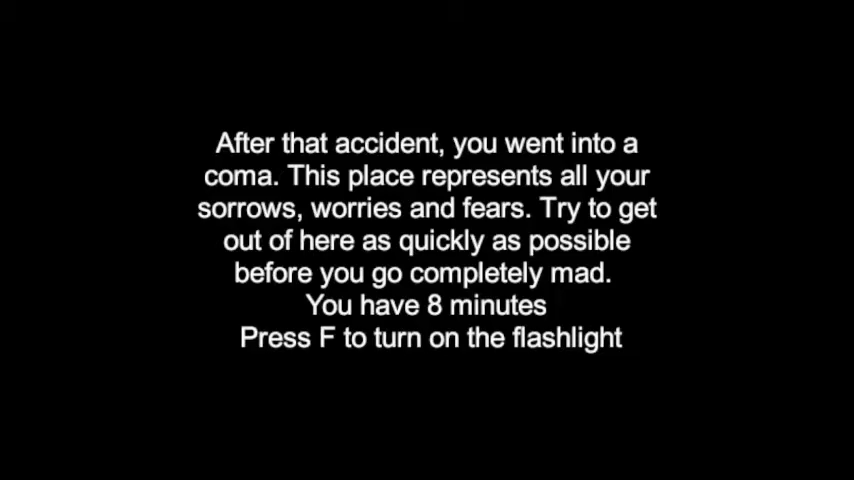 After that accident, you went into a
coma. This place represents all your
sorrows, worries and fears. Try to get
out of here as quickly as possible
before you go completely mad.
You have 8 minutes
Press F to turn on the flashlight